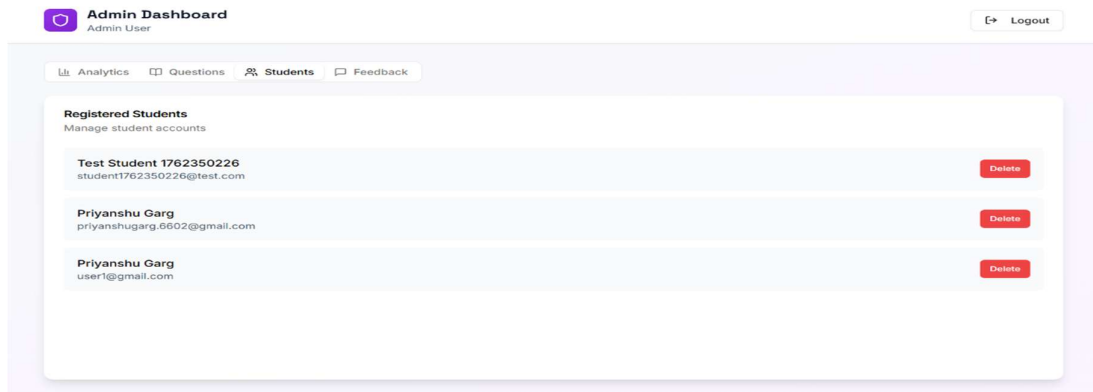 Admin Dashboard
Admin User
Logout
Analytics Questions Students Feedback
Registered Students
Manage student accounts
Test Student 1762350226
student1762350226@test.com
Delete
Priyanshu Garg
priyanshugarg.6602@gmail.com
Delete
Priyanshu Garg
user1@gmail.com
Delete